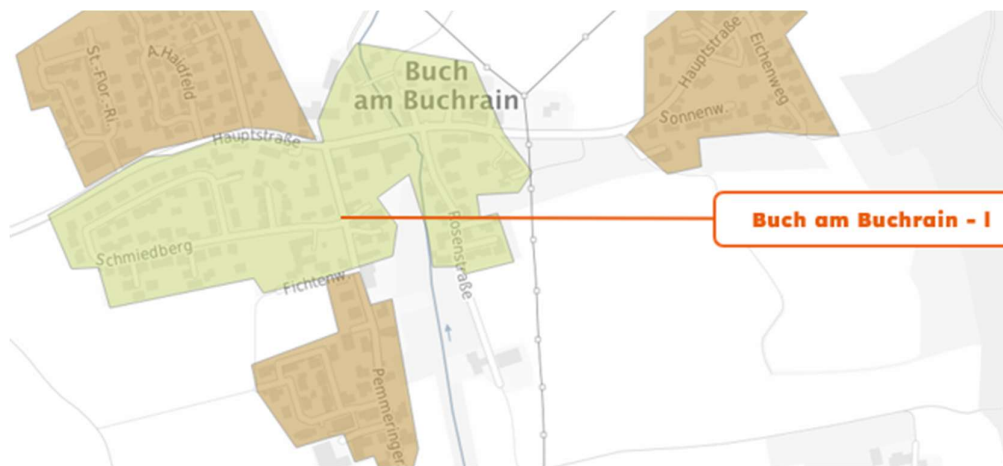 St.-Flor.-Ri
A.Haidfeld
Hauptstraße
Buch
am Buchrain
Hauptstraße
Eichenweg
Sonnenw.
Schmiedberg
Fichtenw.
Rosenstraße
Pemmeringer
Buch am Buchrain - I